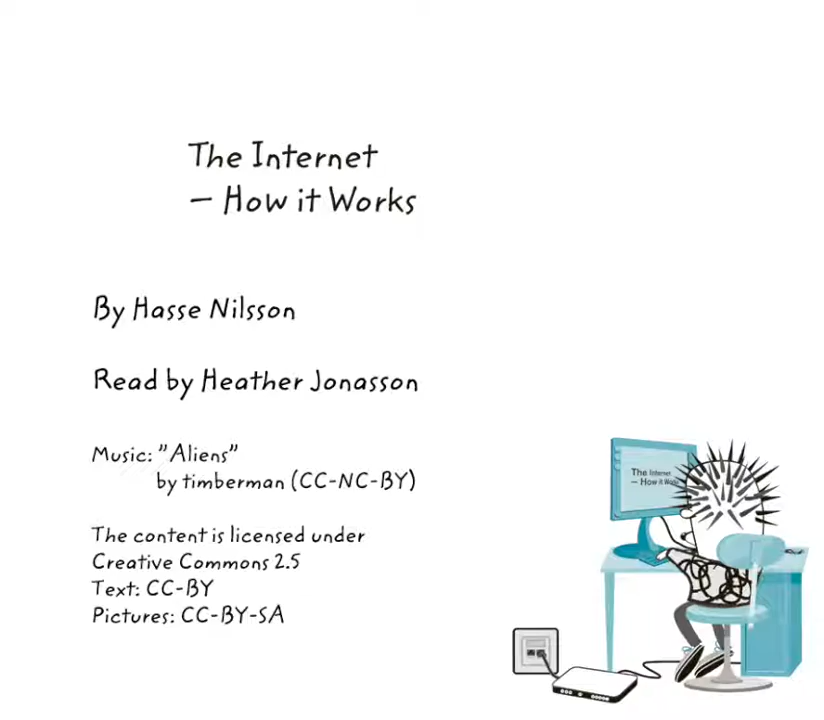 The Internet
– How it Works
By Hasse Nilsson
Read by Heather Jonasson
Music: "Aliens"
by timberman (CC-NC-BY)
The content is licensed under
Creative Commons 2.5
Text: CC-BY
Pictures: CC-BY-SA
The Internet
– How it Works